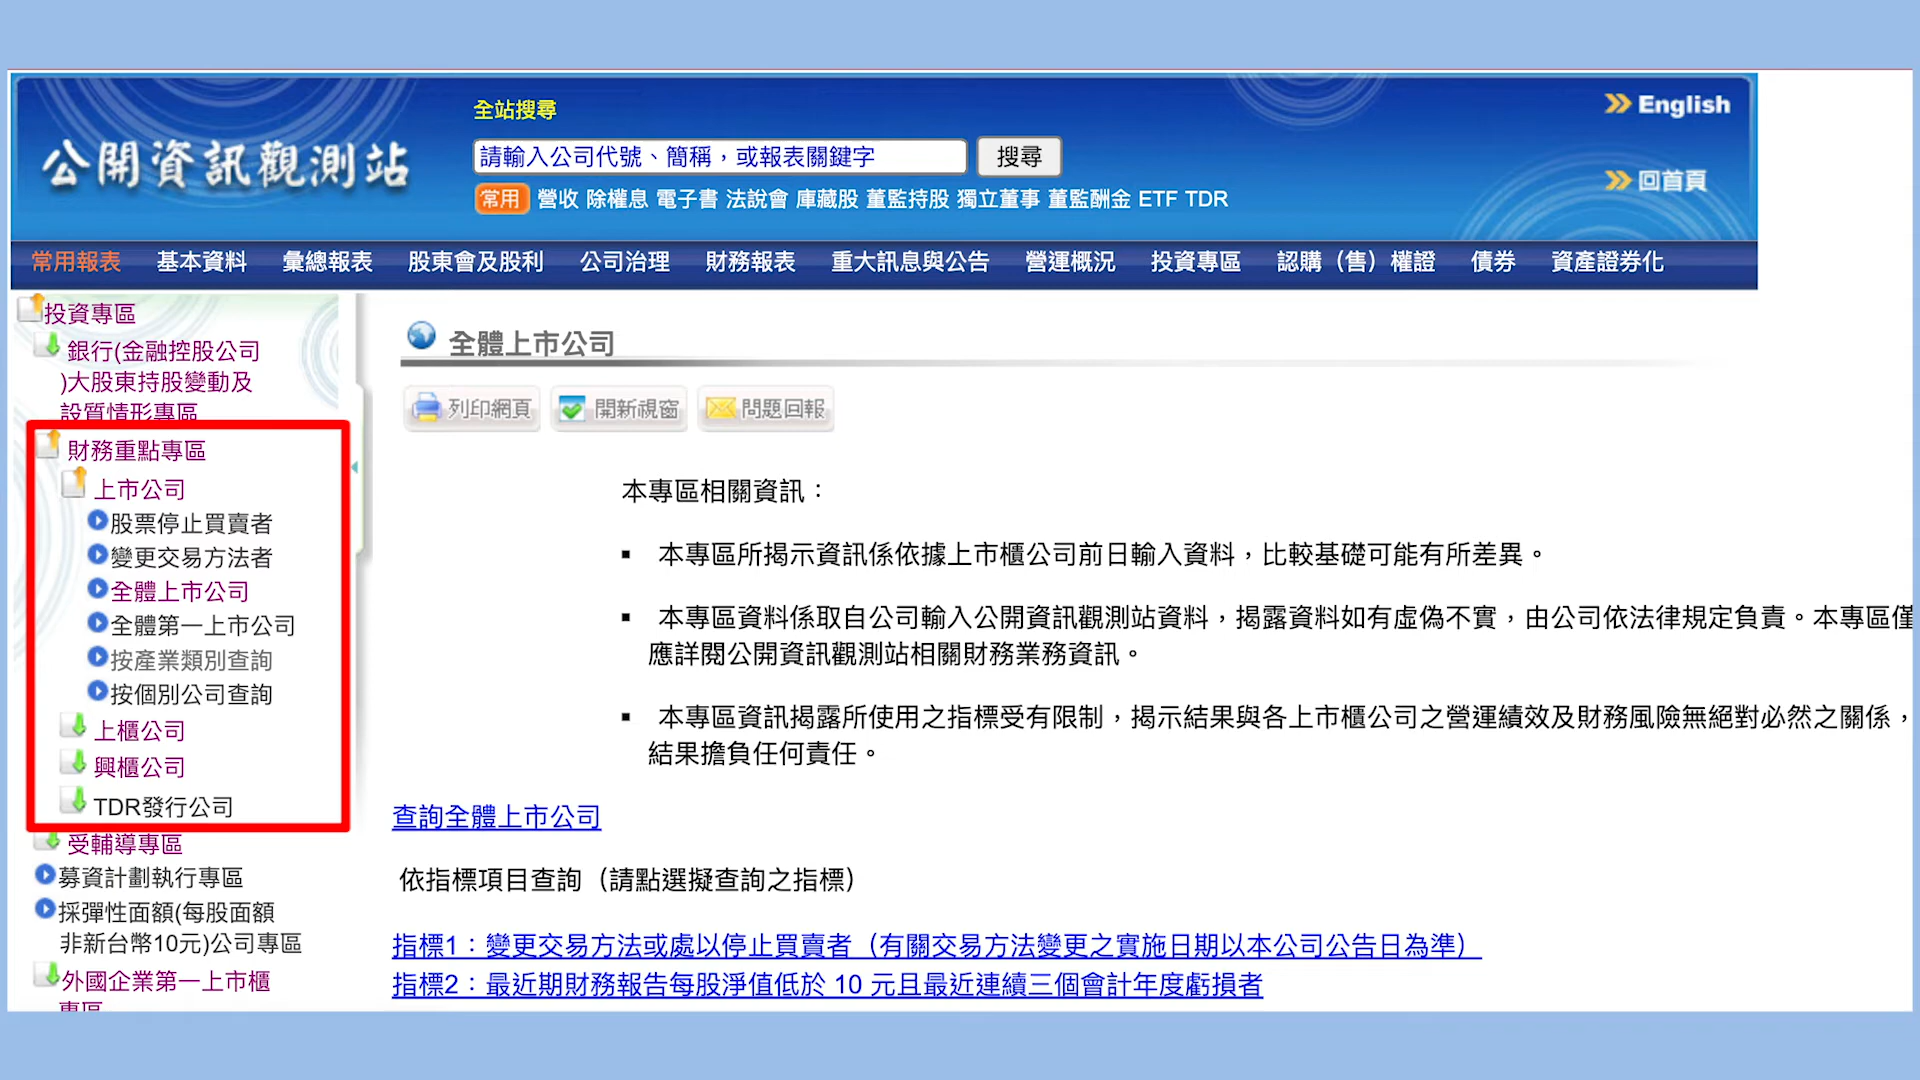 公開資訊觀測站
全站搜尋
請輸入公司代號、簡稱，或報表關鍵字
搜尋
常用 營收 除權息 電子書 法說會 庫藏股 董監持股 獨立董事 董監酬金 ETF TDR
English
回首頁
常用報表 基本資料 彙總報表 股東會及股利 公司治理 財務報表 重大訊息與公告 營運概況 投資專區 認購（售）權證 債券 資產證券化
投資專區
銀行(金融控股公司
)大股東持股變動及
設質情形專區
財務重點專區
上市公司
股票停止買賣者
變更交易方法者
全體上市公司
全體第一上市公司
按產業類別查詢
按個別公司查詢
上櫃公司
興櫃公司
TDR發行公司
受輔導專區
募資計劃執行專區
採彈性面額(每股面額
非新台幣10元)公司專區
外國企業第一上市櫃
專區
全體上市公司
列印網頁 開新視窗 問題回報
本專區相關資訊：
▪ 本專區所揭示資訊係依據上市櫃公司前日輸入資料，比較基礎可能有所差異。
▪ 本專區資料係取自公司輸入公開資訊觀測站資料，揭露資料如有虛偽不實，由公司依法律規定負責。本專區僅
應詳閱公開資訊觀測站相關財務業務資訊。
▪ 本專區資訊揭露所使用之指標受有限制，揭示結果與各上市櫃公司之營運績效及財務風險無絕對必然之關係，
結果擔負任何責任。
查詢全體上市公司
依指標項目查詢（請點選擬查詢之指標）
指標1：變更交易方法或處以停止買賣者（有關交易方法變更之實施日期以本公司公告日為準）
指標2：最近期財務報告每股淨值低於 10 元且最近連續三個會計年度虧損者